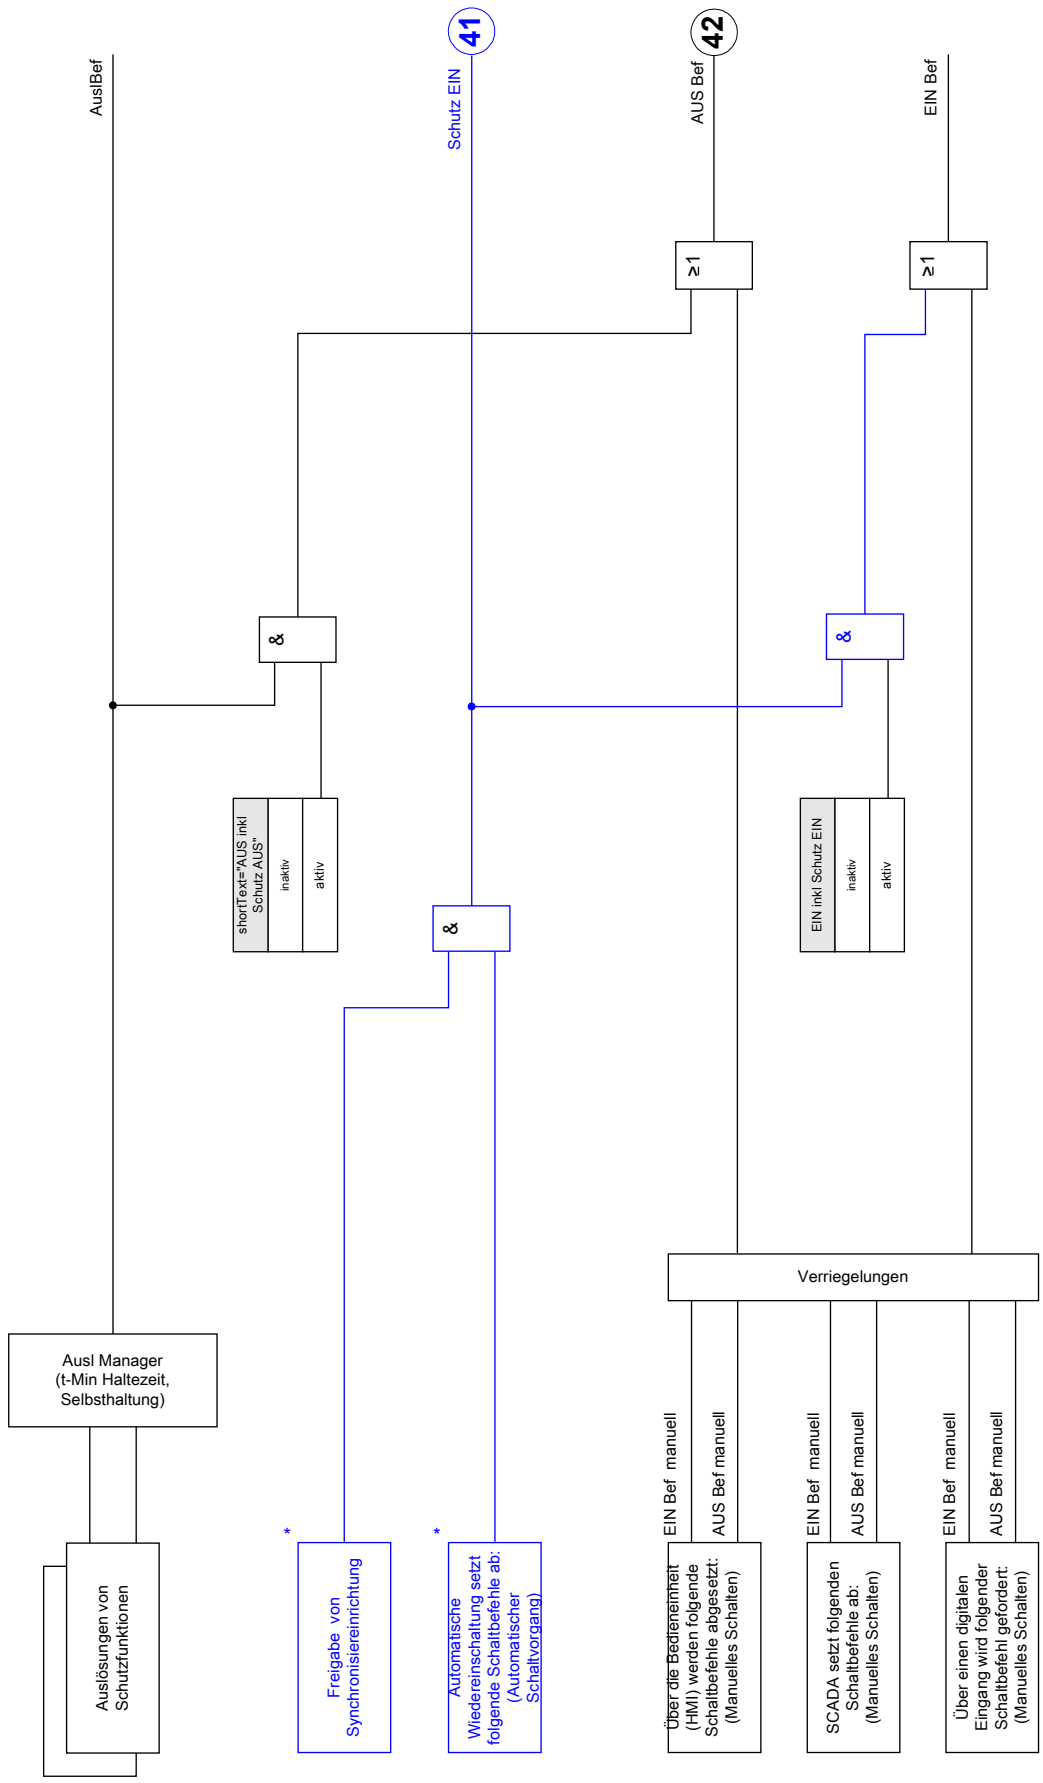 AuslBef
41
Schutz EIN
42
AUS Bef
EIN Bef
≥1
≥1
&
&
shortText="AUS inkl
Schutz AUS"
inaktiv
aktiv
EIN inkl Schutz EIN
inaktiv
aktiv
&
Verriegelungen
Ausl Manager
(t-Min Haltezeit,
Selbsthaltung)
EIN Bef  manuell
AUS Bef manuell
EIN Bef  manuell
AUS Bef manuell
EIN Bef  manuell
AUS Bef manuell
*
*
Auslösungen von
Schutzfunktionen
Freigabe  von
Synchronisiereinrichtung
Automatische
Wiedereinschaltung setzt
folgende Schaltbefehle ab:
(Automatischer
Schaltvorgang)
Über die Bedieneinheit
(HMI) werden folgende
Schaltbefehle abgesetzt:
(Manuelles Schalten)
SCADA setzt folgenden
Schaltbefehle ab:
(Manuelles Schalten)
Über einen digitalen
Eingang wird folgender
Schaltbefehl gefordert:
(Manuelles Schalten)